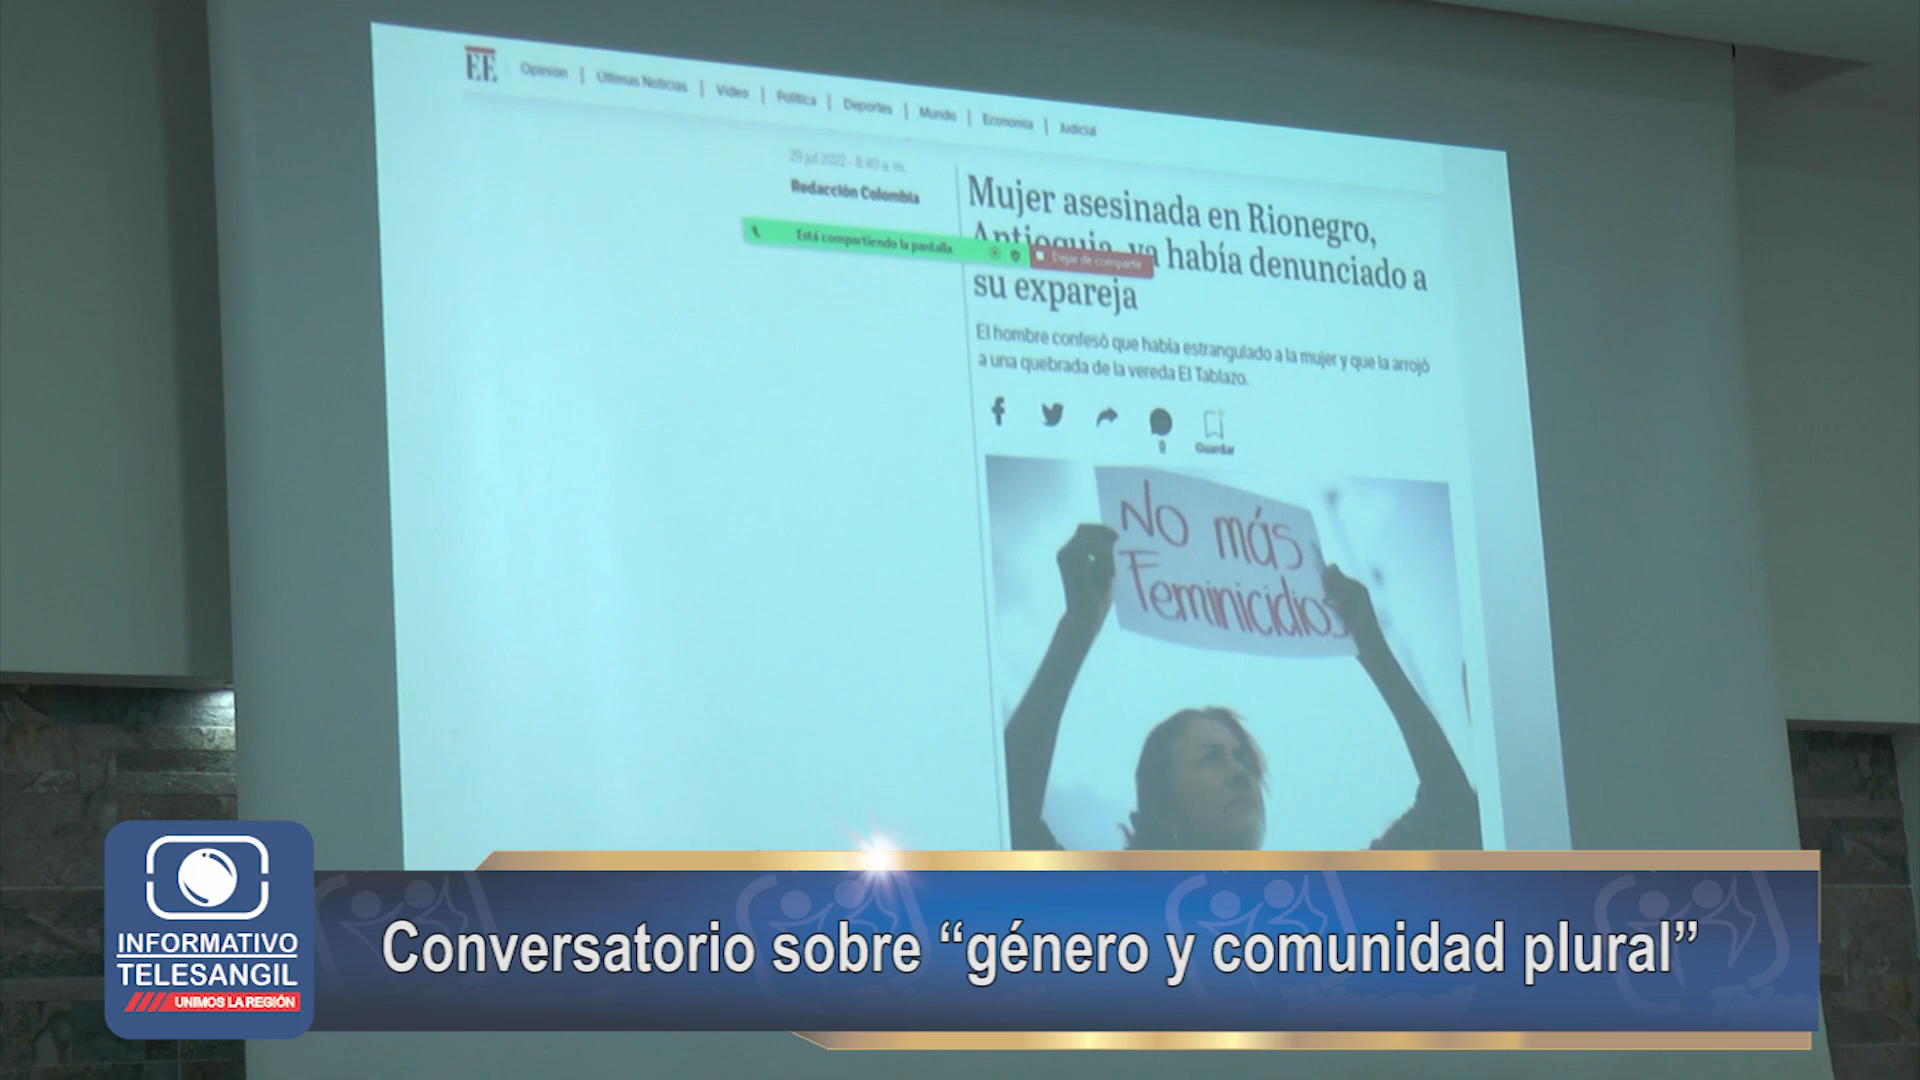 EE
Opinión | Últimas Noticias | Video | Política | Deportes | Mundo | Economía | Judicial
29 jul 2022 - 8:40 a. m.
Redacción Colombia
Mujer asesinada en Rionegro,
Antioquia, ya había denunciado a
su expareja
Está compartiendo la pantalla
Dejar de compartir
El hombre confesó que había estrangulado a la mujer y que la arrojó
a una quebrada de la vereda El Tablazo.
0
Guardar
No más
Feminicidios
INFORMATIVO
TELESANGIL
UNIMOS LA REGIÓN
Conversatorio sobre “género y comunidad plural”